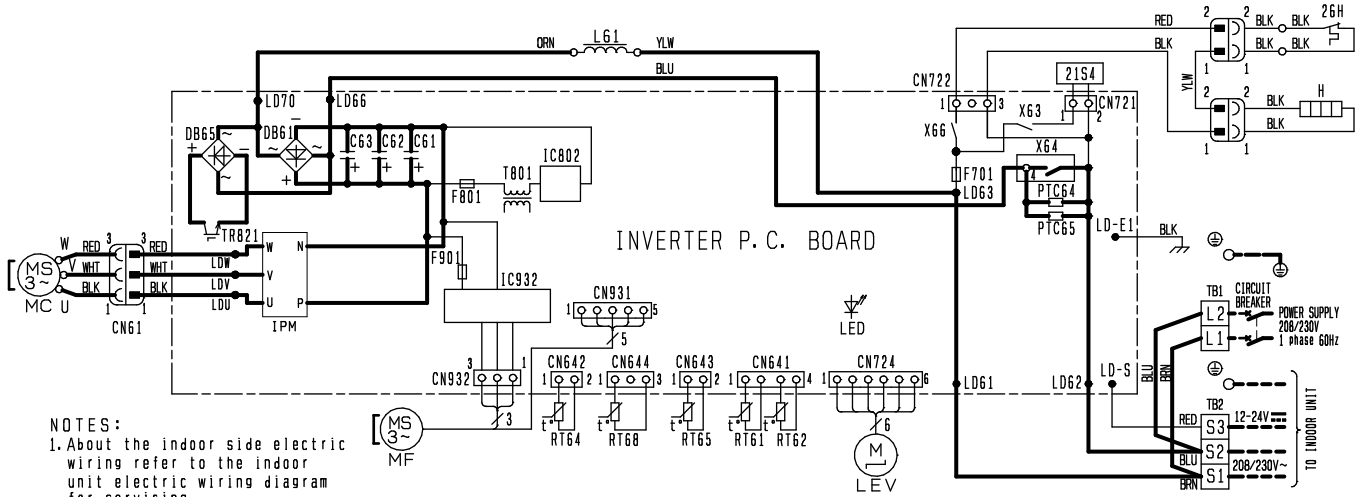 RED
2
2
BLK
BLK
26H
BLK
1
1
BLK
BLK
YLW
2
2
BLK
H
BLK
1
1
ORN
L61
YLW
BLU
CN722
1
3
21S4
CN721
1
2
LD70
LD66
DB65
DB61
~
~
~
~
+
−
−
+
C63
C62
C61
+
+
+
IC802
T801
F801
X66
X63
X64
4
F701
LD63
PTC64
PTC65
LD-E1
BLK
TR821
INVERTER P.C. BOARD
MS
3~
MC
W
V
U
RED
WHT
BLK
3
3
1
1
CN61
RED
WHT
BLK
LDW
LDV
LDU
W
V
U
N
P
IPM
F901
IC932
CN931
1
5
5
LED
TB1
L2
L1
CIRCUIT
BREAKER
POWER SUPPLY
208/230V
1 phase 60Hz
BLU
BRN
CN932
3
1
3
MS
3~
MF
CN642
1
2
t°
RT64
CN644
1
3
t°
RT68
CN643
1
2
t°
RT65
CN641
1
4
t°
t°
RT61
RT62
CN724
1
6
6
M
LEV
LD61
LD62
LD-S
TB2
RED
S3
12-24V
S2
BLU
208/230V~
S1
BRN
TO INDOOR UNIT
NOTES:
1. About the indoor side electric
wiring refer to the indoor
unit electric wiring diagram
for servicing.